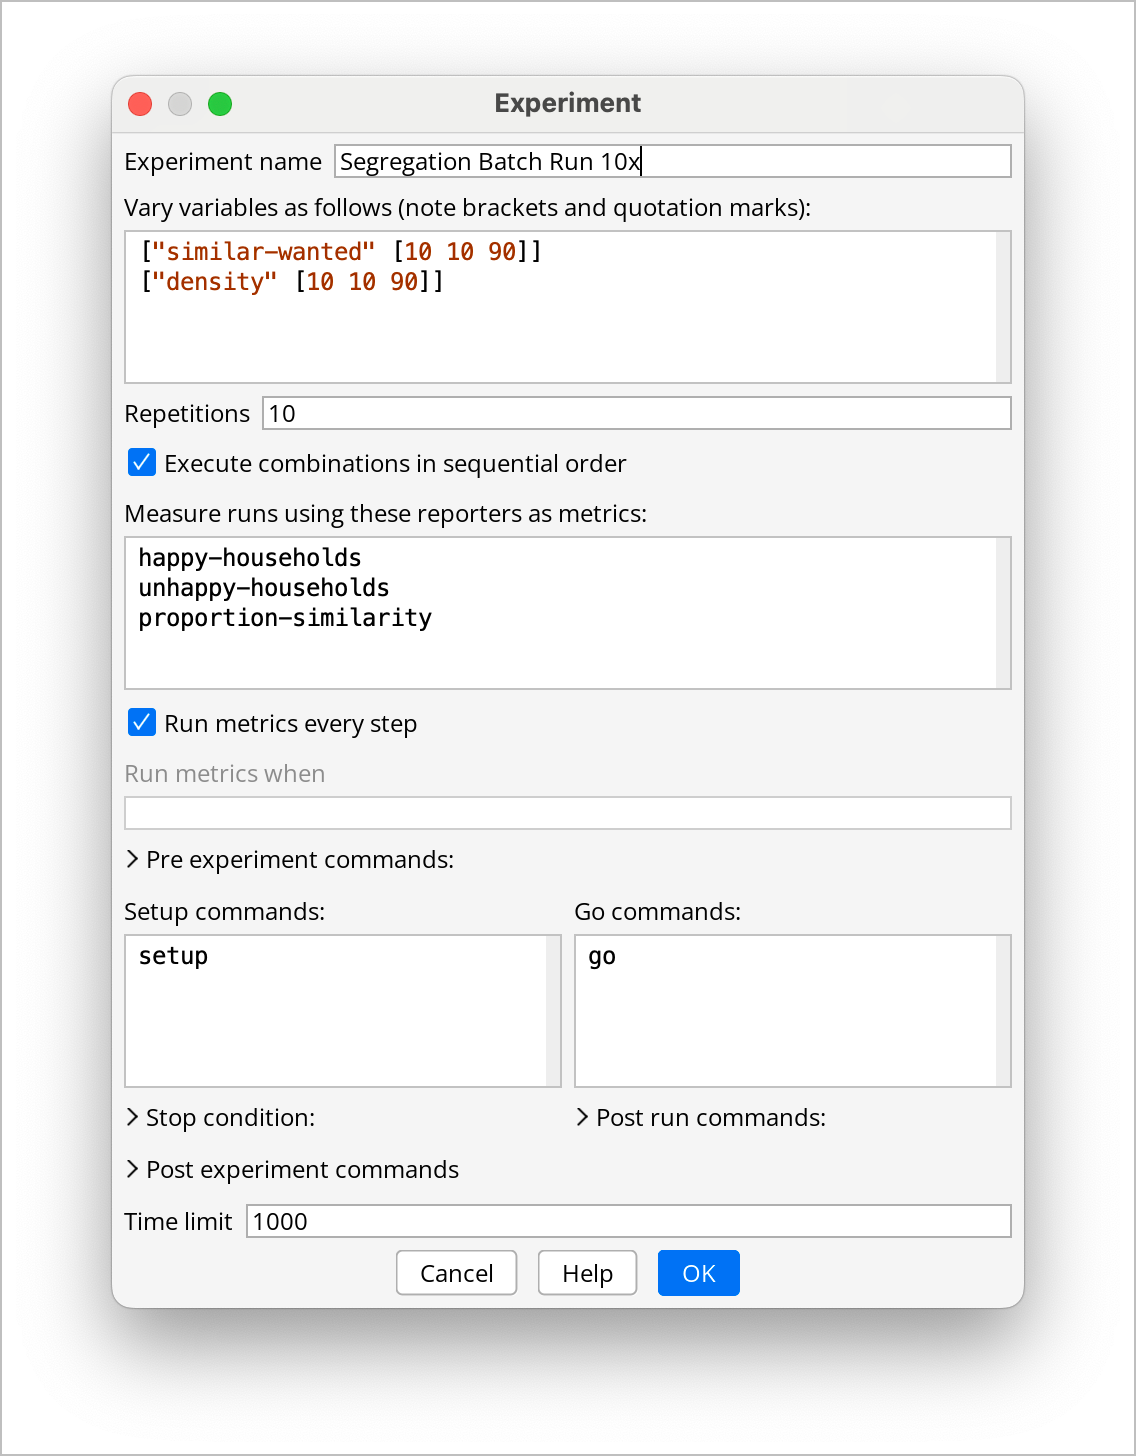 Experiment
Experiment name Segregation Batch Run 10x
Vary variables as follows (note brackets and quotation marks):
["similar-wanted" [10 10 90]]
["density" [10 10 90]]
Repetitions 10
Execute combinations in sequential order
Measure runs using these reporters as metrics:
happy-households
unhappy-households
proportion-similarity
Run metrics every step
Run metrics when
Pre experiment commands:
Setup commands:
setup
Go commands:
go
Stop condition:
Post run commands:
Post experiment commands
Time limit 1000
Cancel Help OK